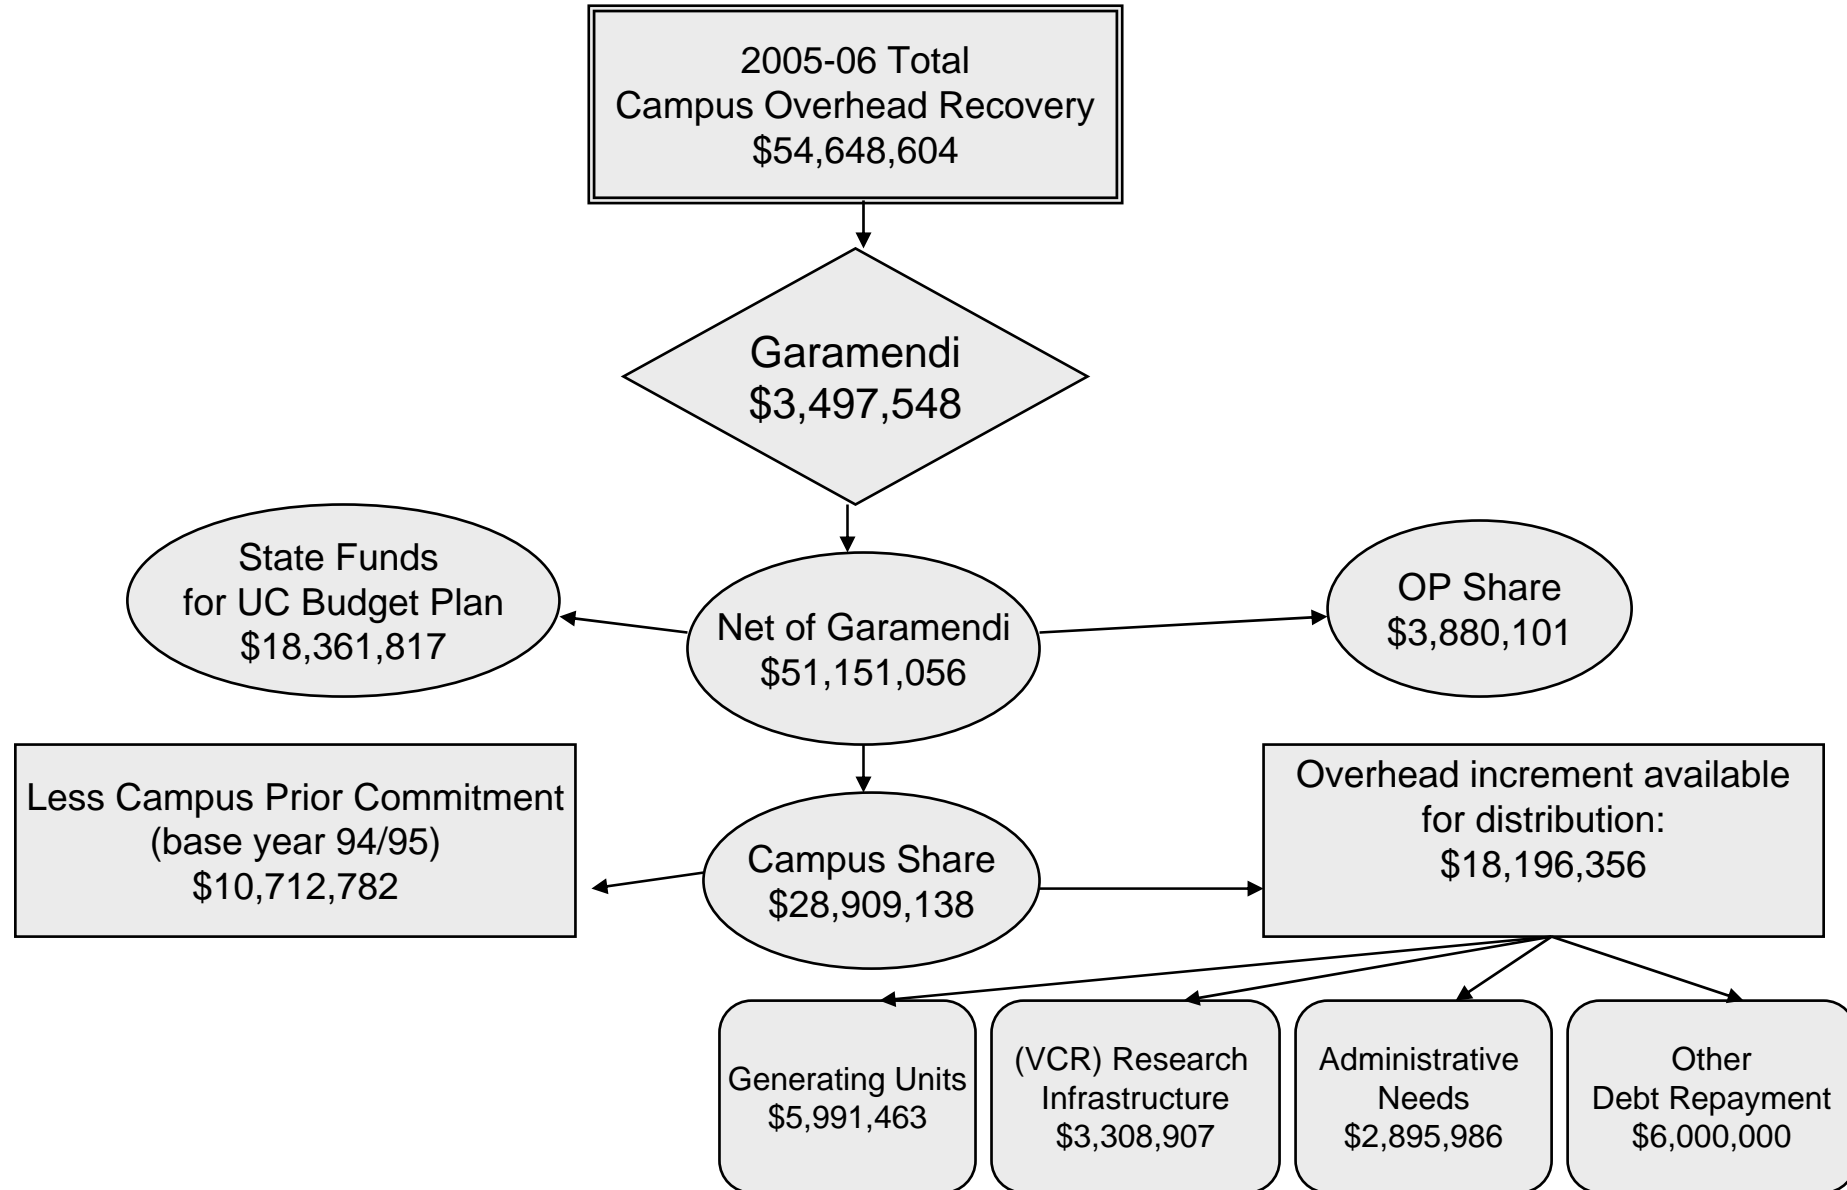 2005-06 Total
Campus Overhead Recovery
$54,648,604
Garamendi
$3,497,548
State Funds
for UC Budget Plan
$18,361,817
Net of Garamendi
$51,151,056
OP Share
$3,880,101
Less Campus Prior Commitment
(base year 94/95)
$10,712,782
Campus Share
$28,909,138
Overhead increment available
for distribution:
$18,196,356
Generating Units
$5,991,463
(VCR) Research
Infrastructure
$3,308,907
Administrative
Needs
$2,895,986
Other
Debt Repayment
$6,000,000